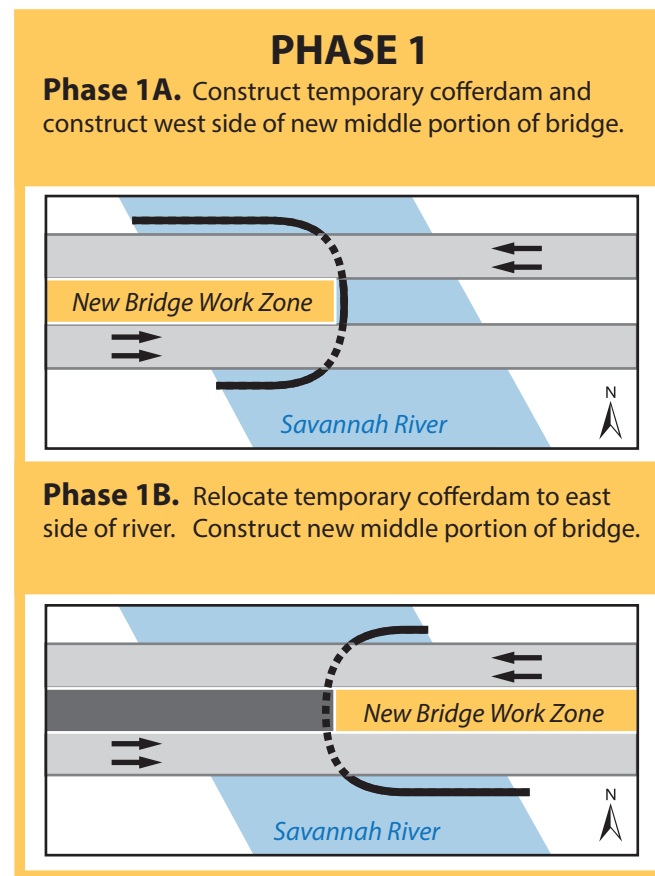 PHASE 1
Phase 1A. Construct temporary cofferdam and
construct west side of new middle portion of bridge.
New Bridge Work Zone
N
Savannah River
Phase 1B. Relocate temporary cofferdam to east
side of river. Construct new middle portion of bridge.
New Bridge Work Zone
N
Savannah River